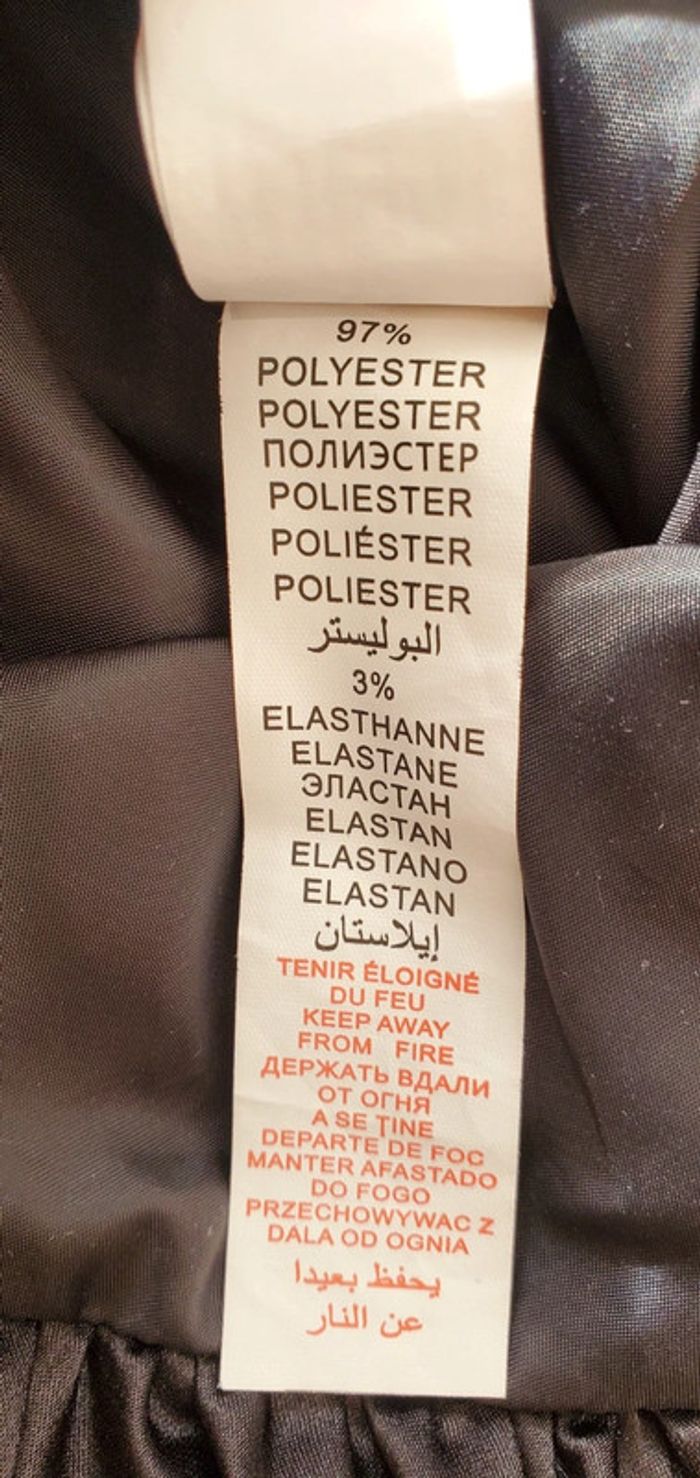 97%
POLYESTER
POLYESTER
ПОЛИЭСТЕР
POLIESTER
POLIÉSTER
POLIESTER
البوليستر
3%
ELASTHANNE
ELASTANE
ЭЛАСТАН
ELASTAN
ELASTANO
ELASTAN
إيلاستان
TENIR ÉLOIGNÉ
DU FEU
KEEP AWAY
FROM FIRE
ДЕРЖАТЬ ВДАЛИ
ОТ ОГНЯ
A SE ȚINE
DEPARTE DE FOC
MANTER AFASTADO
DO FOGO
PRZECHOWYWAC Z
DALA OD OGNIA
يحفظ بعيدا
عن النار